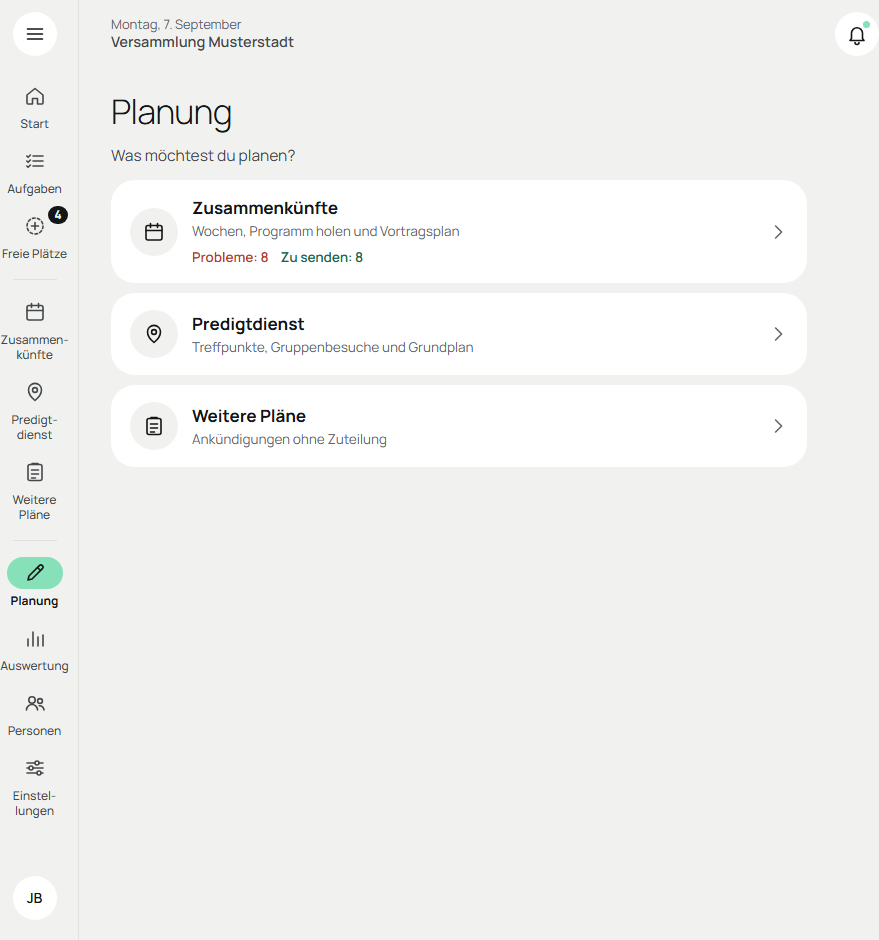 Montag, 7. September
Versammlung Musterstadt
Start
Aufgaben
4
Freie Plätze
Zusammen-
künfte
Predigt-
dienst
Weitere
Pläne
Planung
Auswertung
Personen
Einstel-
lungen
JB
Planung
Was möchtest du planen?
Zusammenkünfte
Wochen, Programm holen und Vortragsplan
Probleme: 8 Zu senden: 8
Predigtdienst
Treffpunkte, Gruppenbesuche und Grundplan
Weitere Pläne
Ankündigungen ohne Zuteilung